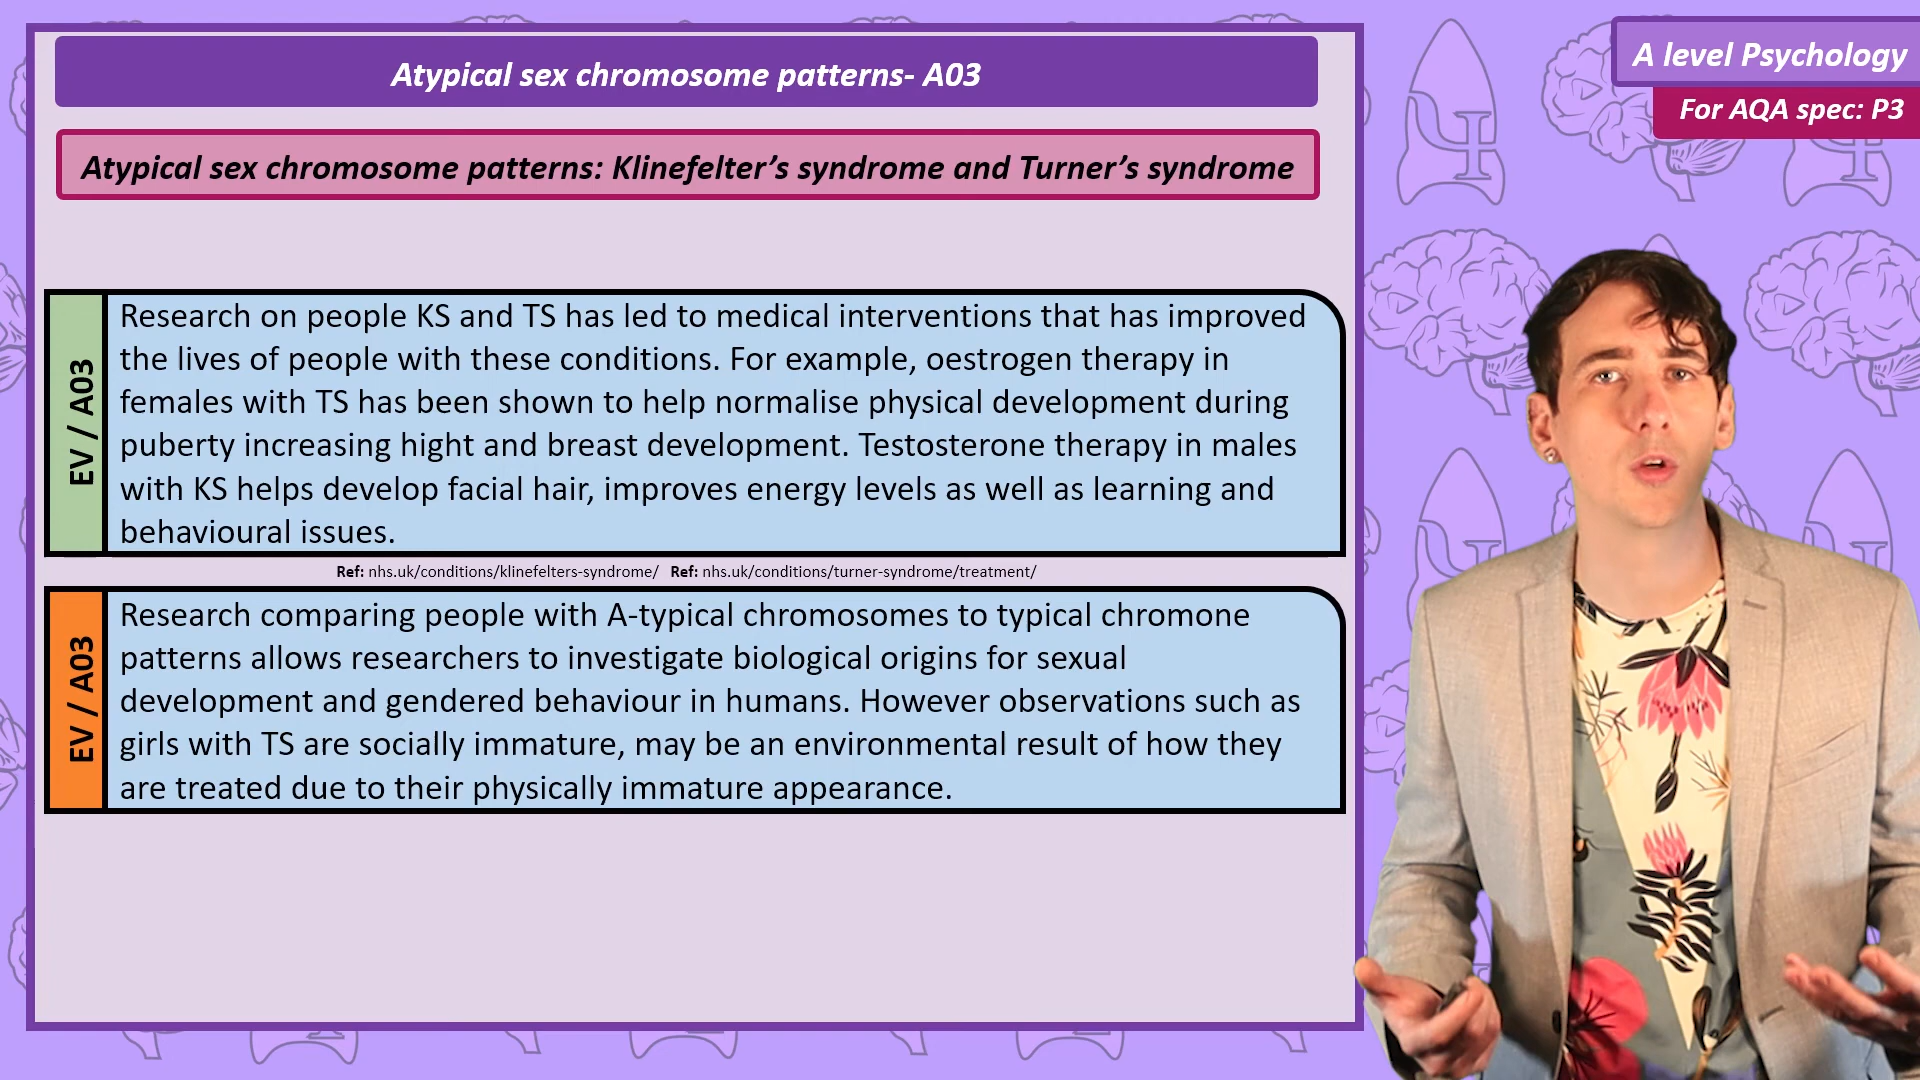 Atypical sex chromosome patterns- A03
A level Psychology
For AQA spec: P3
Atypical sex chromosome patterns: Klinefelter’s syndrome and Turner’s syndrome
EV / A03
Research on people KS and TS has led to medical interventions that has improved
the lives of people with these conditions. For example, oestrogen therapy in
females with TS has been shown to help normalise physical development during
puberty increasing hight and breast development. Testosterone therapy in males
with KS helps develop facial hair, improves energy levels as well as learning and
behavioural issues.
Ref: nhs.uk/conditions/klinefelters-syndrome/ Ref: nhs.uk/conditions/turner-syndrome/treatment/
EV / A03
Research comparing people with A-typical chromosomes to typical chromone
patterns allows researchers to investigate biological origins for sexual
development and gendered behaviour in humans. However observations such as
girls with TS are socially immature, may be an environmental result of how they
are treated due to their physically immature appearance.